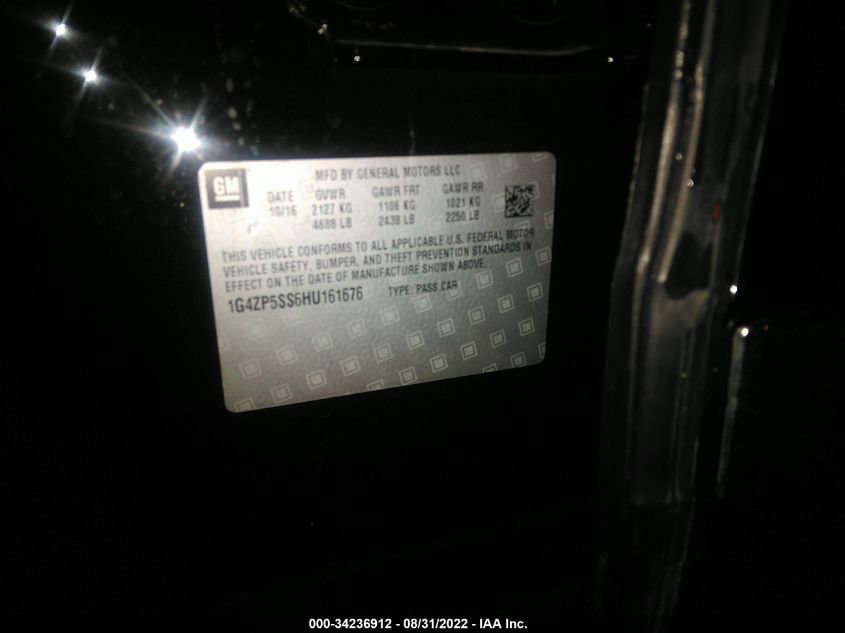 GM
MFD BY GENERAL MOTORS LLC
DATE GVWR GAWR FRT GAWR RR
10/16 2127 KG 1106 KG 1021 KG
4688 LB 2438 LB 2250 LB
THIS VEHICLE CONFORMS TO ALL APPLICABLE U.S. FEDERAL MOTOR
VEHICLE SAFETY, BUMPER, AND THEFT PREVENTION STANDARDS IN
EFFECT ON THE DATE OF MANUFACTURE SHOWN ABOVE.
1G4ZP5SS6HU161676 TYPE: PASS CAR
000-34236912 - 08/31/2022 - IAA Inc.